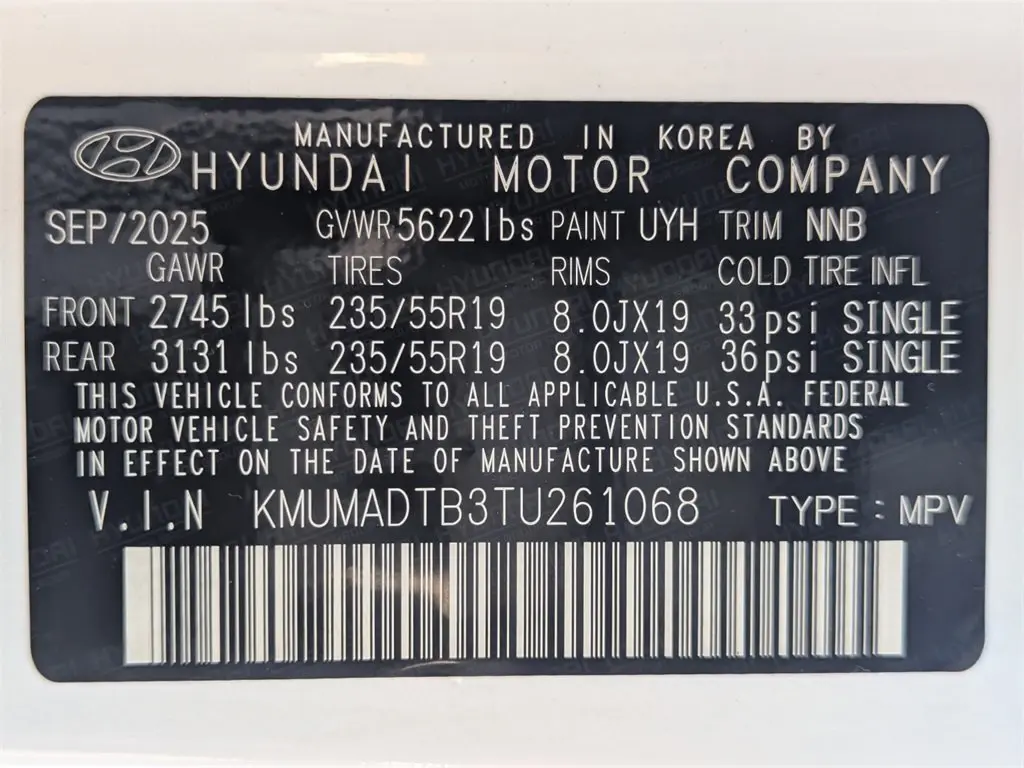 MANUFACTURED IN KOREA BY
HYUNDAI MOTOR COMPANY
SEP/2025 GVWR 5622 lbs PAINT UYH TRIM NNB
GAWR TIRES RIMS COLD TIRE INFL
FRONT 2745 lbs 235/55R19 8.0JX19 33psi SINGLE
REAR 3131 lbs 235/55R19 8.0JX19 36psi SINGLE
THIS VEHICLE CONFORMS TO ALL APPLICABLE U.S.A. FEDERAL
MOTOR VEHICLE SAFETY AND THEFT PREVENTION STANDARDS
IN EFFECT ON THE DATE OF MANUFACTURE SHOWN ABOVE
V.I.N KMUMADTB3TU261068 TYPE : MPV